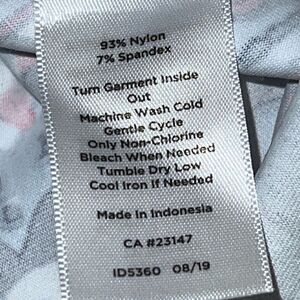 93% Nylon
7% Spandex
Turn Garment Inside
Out
Machine Wash Cold
Gentle Cycle
Only Non-Chlorine
Bleach When Needed
Tumble Dry Low
Cool Iron If Needed
Made In Indonesia
CA #23147
ID5360 08/19